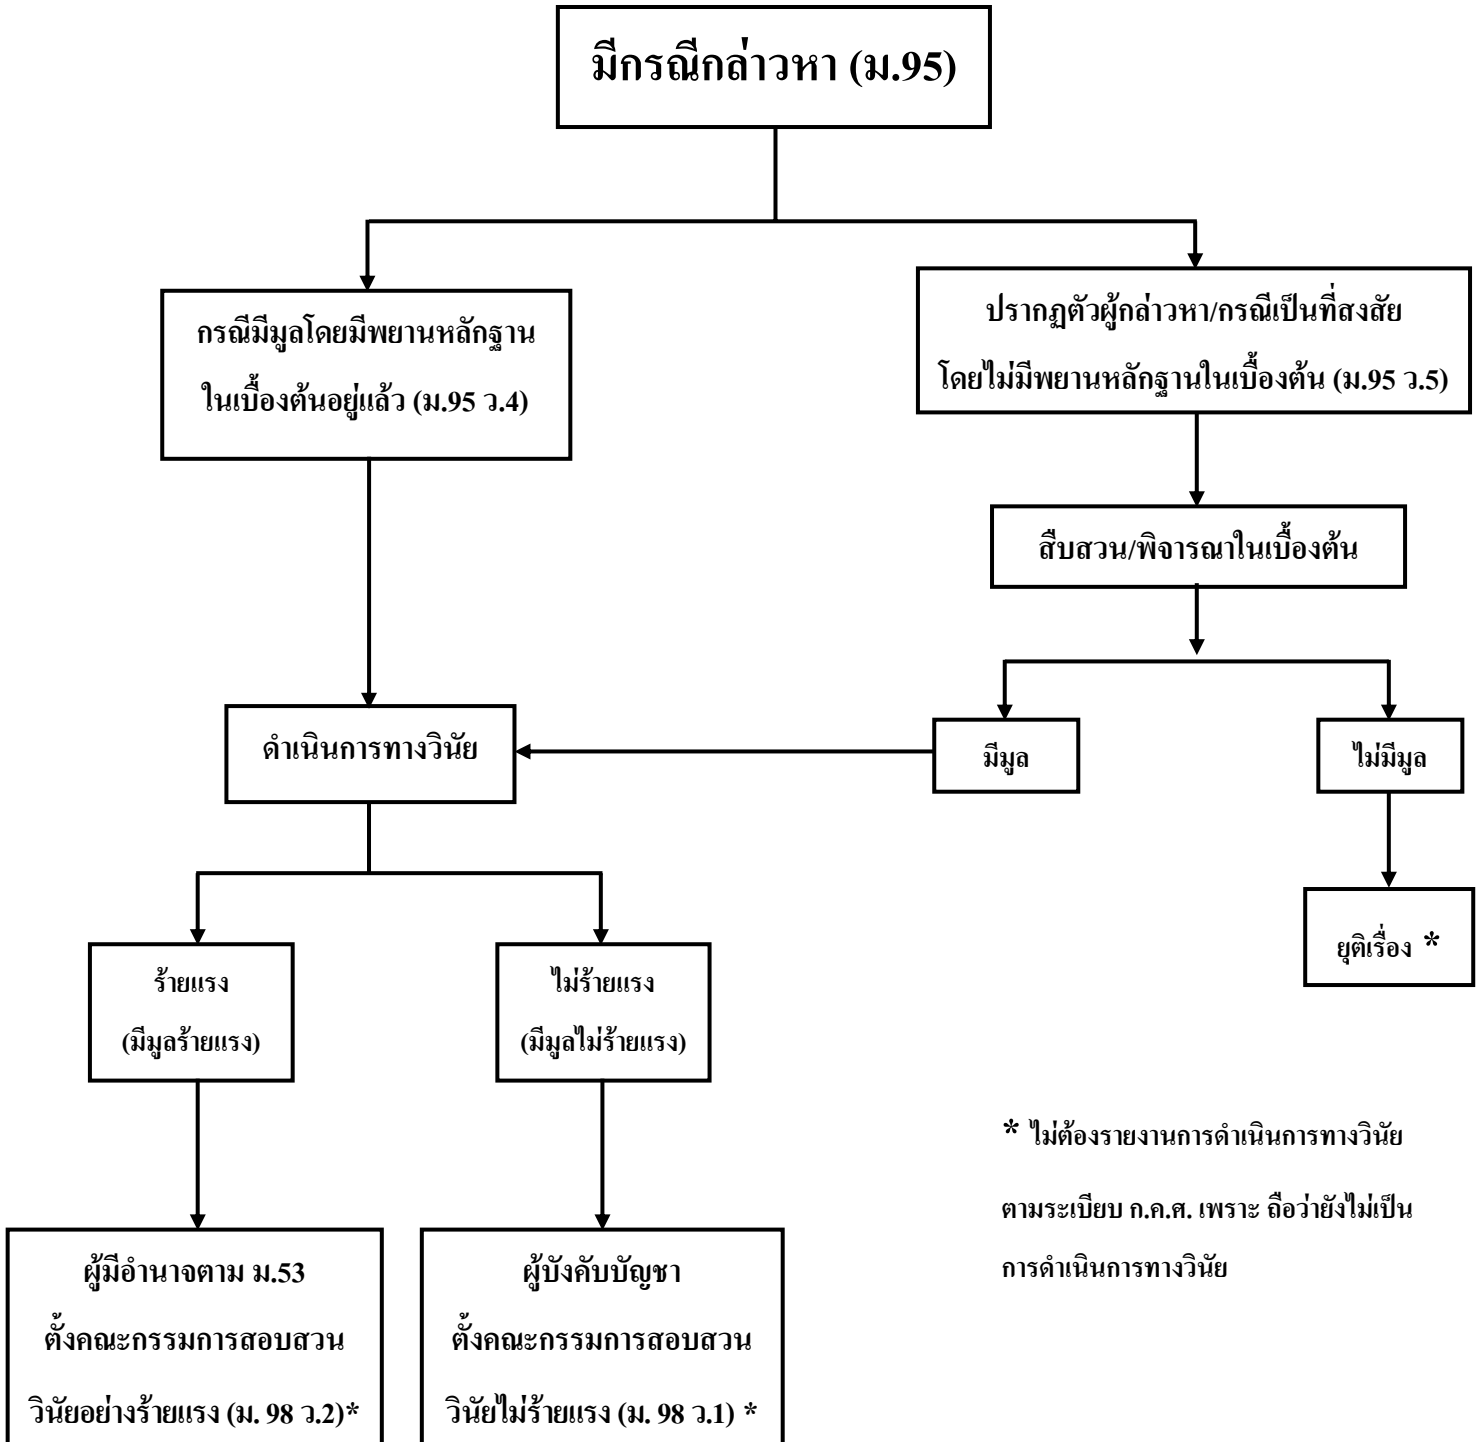 มีกรณีกล่าวหา (ม.95)
กรณีมีมูลโดยมีพยานหลักฐาน
ในเบื้องต้นอยู่แล้ว (ม.95 ว.4)
ปรากฏตัวผู้กล่าวหา/กรณีเป็นที่สงสัย
โดยไม่มีพยานหลักฐานในเบื้องต้น (ม.95 ว.5)
สืบสวน/พิจารณาในเบื้องต้น
ดำเนินการทางวินัย
มีมูล
ไม่มีมูล
ยุติเรื่อง *
ร้ายแรง
(มีมูลร้ายแรง)
ไม่ร้ายแรง
(มีมูลไม่ร้ายแรง)
* ไม่ต้องรายงานการดำเนินการทางวินัย
ตามระเบียบ ก.ค.ศ. เพราะ ถือว่ายังไม่เป็น
การดำเนินการทางวินัย
ผู้มีอำนาจตาม ม.53
ตั้งคณะกรรมการสอบสวน
วินัยอย่างร้ายแรง (ม. 98 ว.2)*
ผู้บังคับบัญชา
ตั้งคณะกรรมการสอบสวน
วินัยไม่ร้ายแรง (ม. 98 ว.1) *